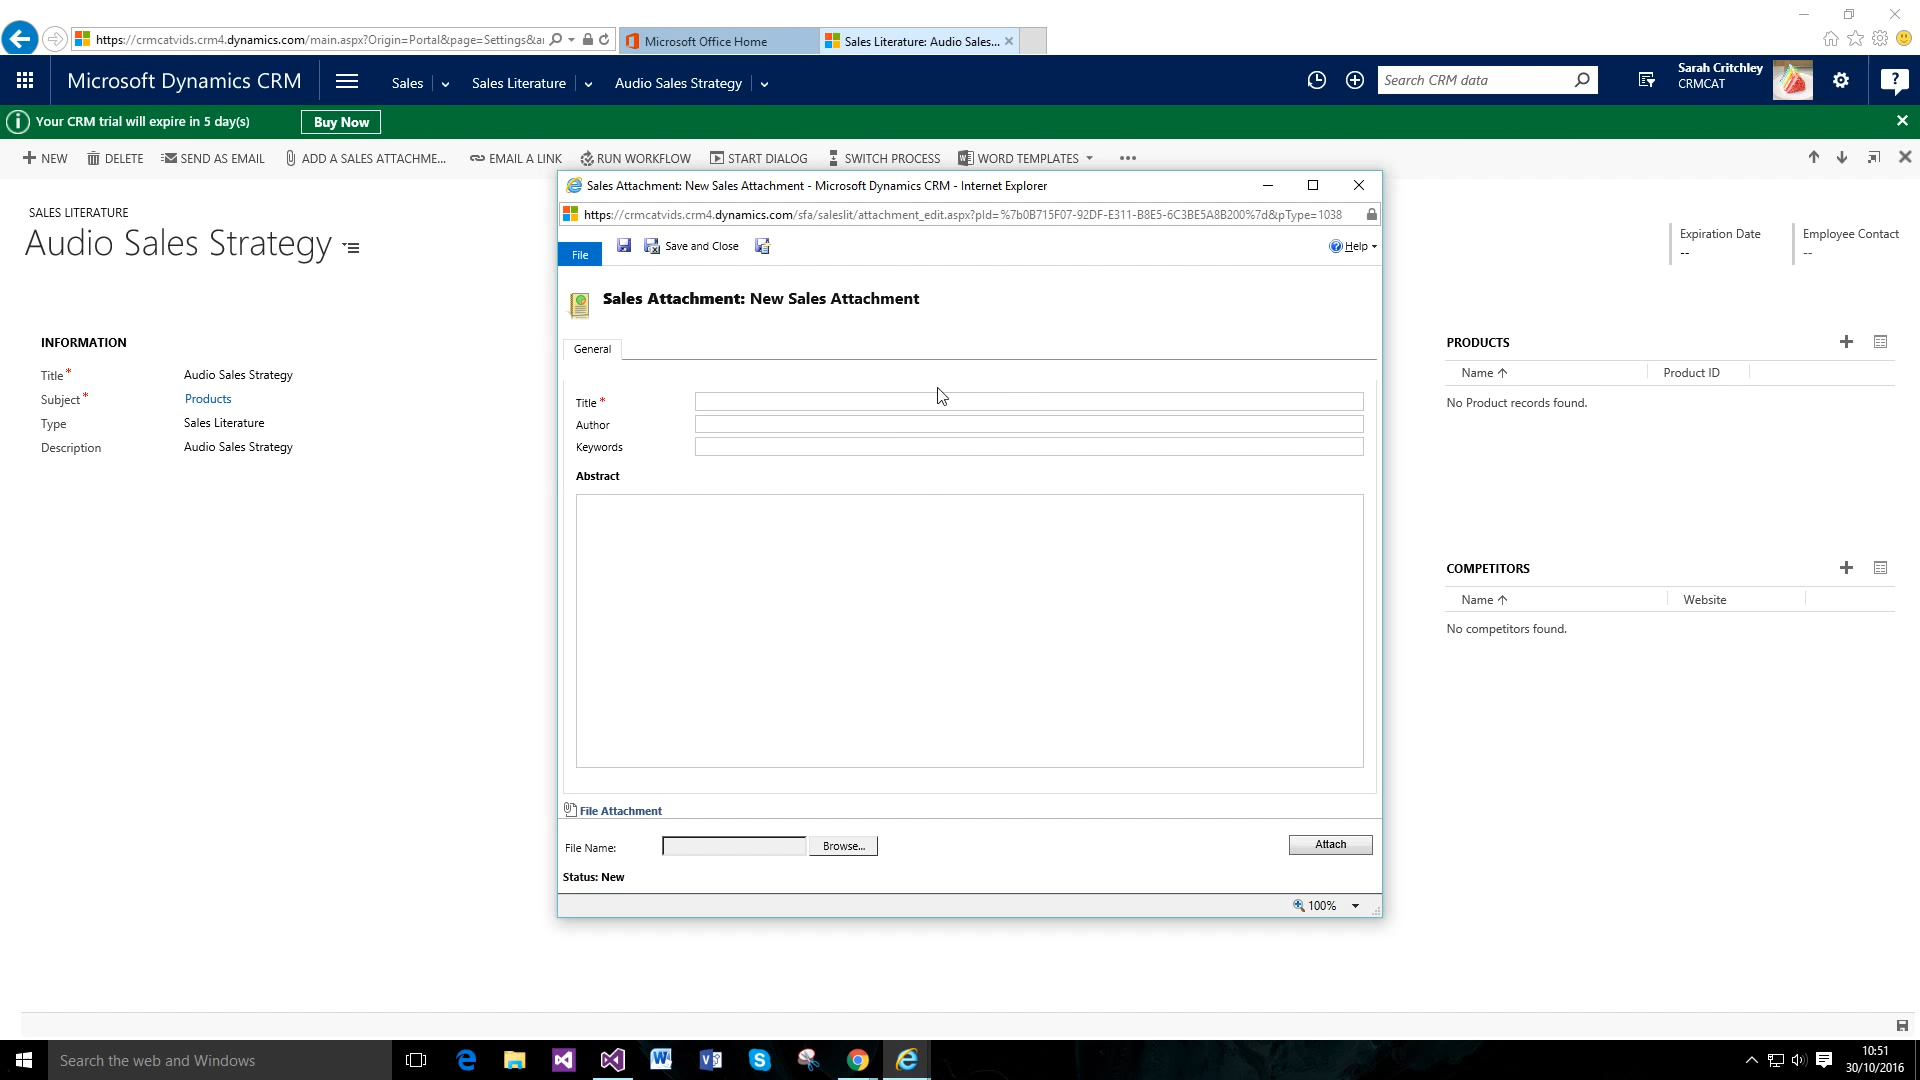 https://crmcatvids.crm4.dynamics.com/main.aspx?Origin=Portal&page=Settings&ar
Microsoft Office Home
Sales Literature: Audio Sales...
Microsoft Dynamics CRM
Sales
Sales Literature
Audio Sales Strategy
Search CRM data
Sarah Critchley
CRMCAT
Your CRM trial will expire in 5 day(s)
Buy Now
NEW
DELETE
SEND AS EMAIL
ADD A SALES ATTACHME...
EMAIL A LINK
RUN WORKFLOW
START DIALOG
SWITCH PROCESS
WORD TEMPLATES
SALES LITERATURE
Audio Sales Strategy
Expiration Date
--
Employee Contact
--
INFORMATION
Title*
Audio Sales Strategy
Subject*
Products
Type
Sales Literature
Description
Audio Sales Strategy
Sales Attachment: New Sales Attachment - Microsoft Dynamics CRM - Internet Explorer
https://crmcatvids.crm4.dynamics.com/sfa/saleslit/attachment_edit.aspx?pId=%7b0B715F07-92DF-E311-B8E5-6C3BE5A8B200%7d&pType=1038
File
Save and Close
Help
Sales Attachment: New Sales Attachment
General
Title *
Author
Keywords
Abstract
File Attachment
File Name:
Browse...
Attach
Status: New
100%
PRODUCTS
Name
Product ID
No Product records found.
COMPETITORS
Name
Website
No competitors found.
Search the web and Windows
10:51
30/10/2016